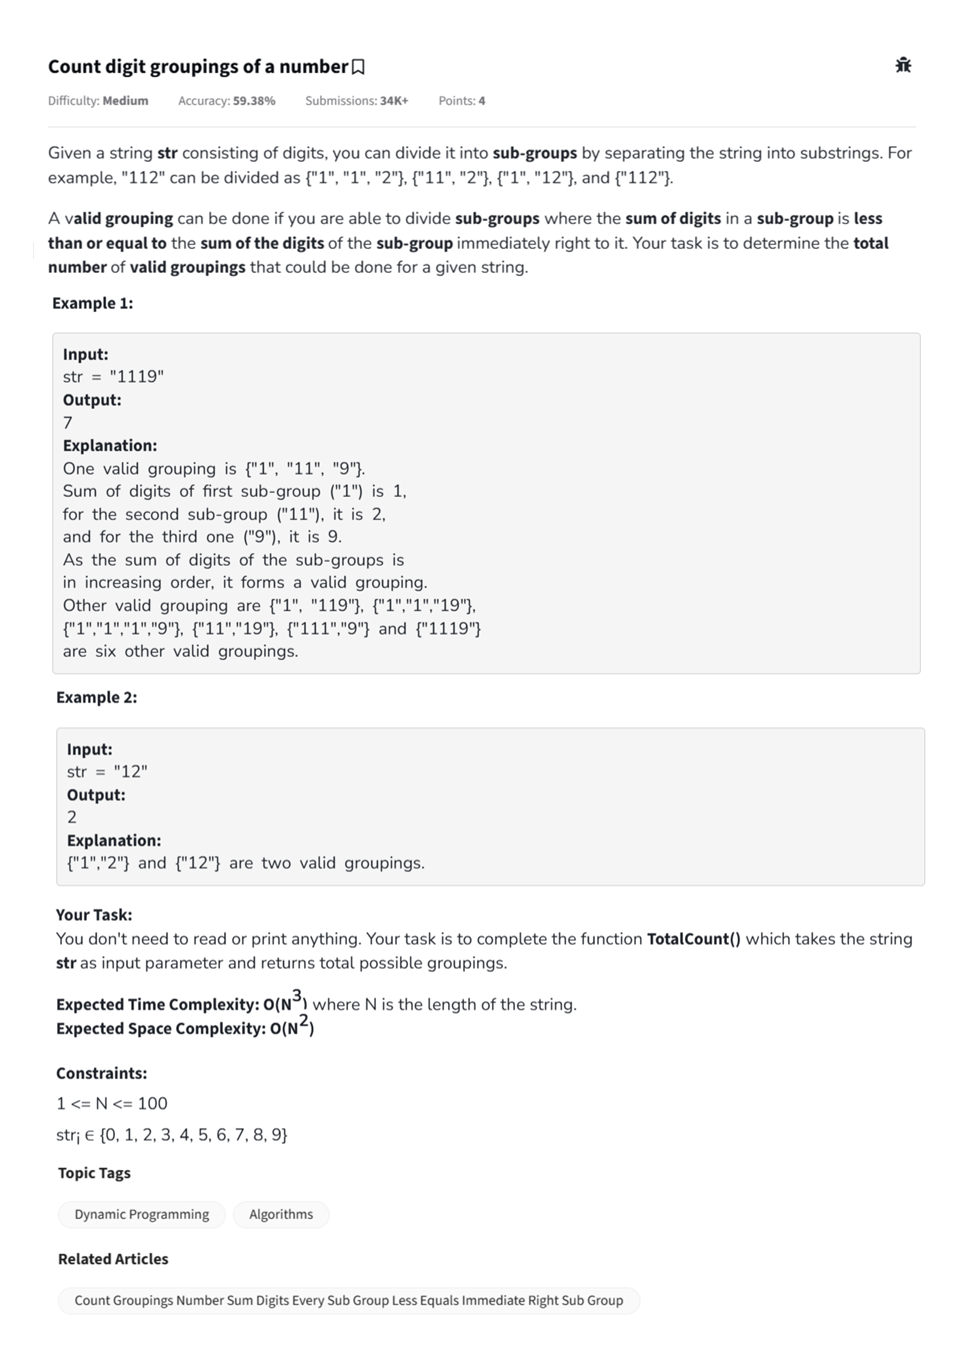 Count digit groupings of a number
Difficulty: Medium Accuracy: 59.38% Submissions: 34K+ Points: 4
Given a string str consisting of digits, you can divide it into sub-groups by separating the string into substrings. For
example, "112" can be divided as {"1", "1", "2"}, {"11", "2"}, {"1", "12"}, and {"112"}.
A valid grouping can be done if you are able to divide sub-groups where the sum of digits in a sub-group is less
than or equal to the sum of the digits of the sub-group immediately right to it. Your task is to determine the total
number of valid groupings that could be done for a given string.
Example 1:
Input:
str = "1119"
Output:
7
Explanation:
One valid grouping is {"1", "11", "9"}.
Sum of digits of first sub-group ("1") is 1,
for the second sub-group ("11"), it is 2,
and for the third one ("9"), it is 9.
As the sum of digits of the sub-groups is
in increasing order, it forms a valid grouping.
Other valid grouping are {"1", "119"}, {"1","1","19"},
{"1","1","1","9"}, {"11","19"}, {"111","9"} and {"1119"}
are six other valid groupings.
Example 2:
Input:
str = "12"
Output:
2
Explanation:
{"1","2"} and {"12"} are two valid groupings.
Your Task:
You don't need to read or print anything. Your task is to complete the function TotalCount() which takes the string
str as input parameter and returns total possible groupings.
Expected Time Complexity: O(N³) where N is the length of the string.
Expected Space Complexity: O(N²)
Constraints:
1 <= N <= 100
strᵢ ∈ {0, 1, 2, 3, 4, 5, 6, 7, 8, 9}
Topic Tags
Dynamic Programming Algorithms
Related Articles
Count Groupings Number Sum Digits Every Sub Group Less Equals Immediate Right Sub Group